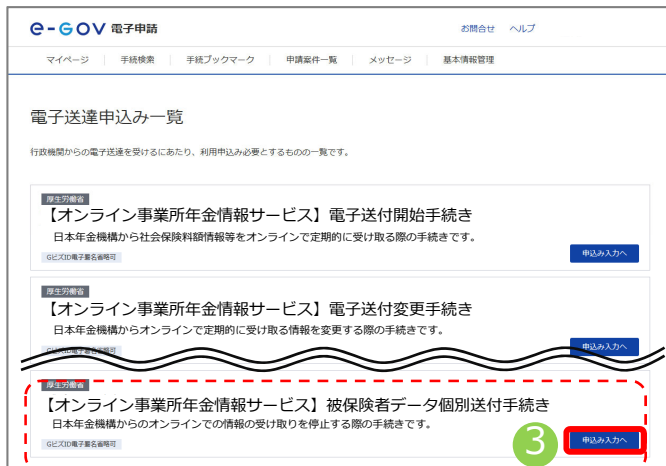 e-GOV 電子申請
お問合せ ヘルプ
マイページ 手続検索 手続ブックマーク 申請案件一覧 メッセージ 基本情報管理
電子送達申込み一覧
行政機関からの電子送達を受けるにあたり、利用申込み必要とするものの一覧です。
厚生労働省
【オンライン事業所年金情報サービス】電子送付開始手続き
日本年金機構から社会保険料額情報等をオンラインで定期的に受け取る際の手続きです。
GビズID電子署名省略可
申込み入力へ
厚生労働省
【オンライン事業所年金情報サービス】電子送付変更手続き
日本年金機構からオンラインで定期的に受け取る情報を変更する際の手続きです。
GビズID電子署名省略可
申込み入力へ
厚生労働省
【オンライン事業所年金情報サービス】被保険者データ個別送付手続き
日本年金機構からのオンラインでの情報の受け取りを停止する際の手続きです。
GビズID電子署名省略可
3
申込み入力へ